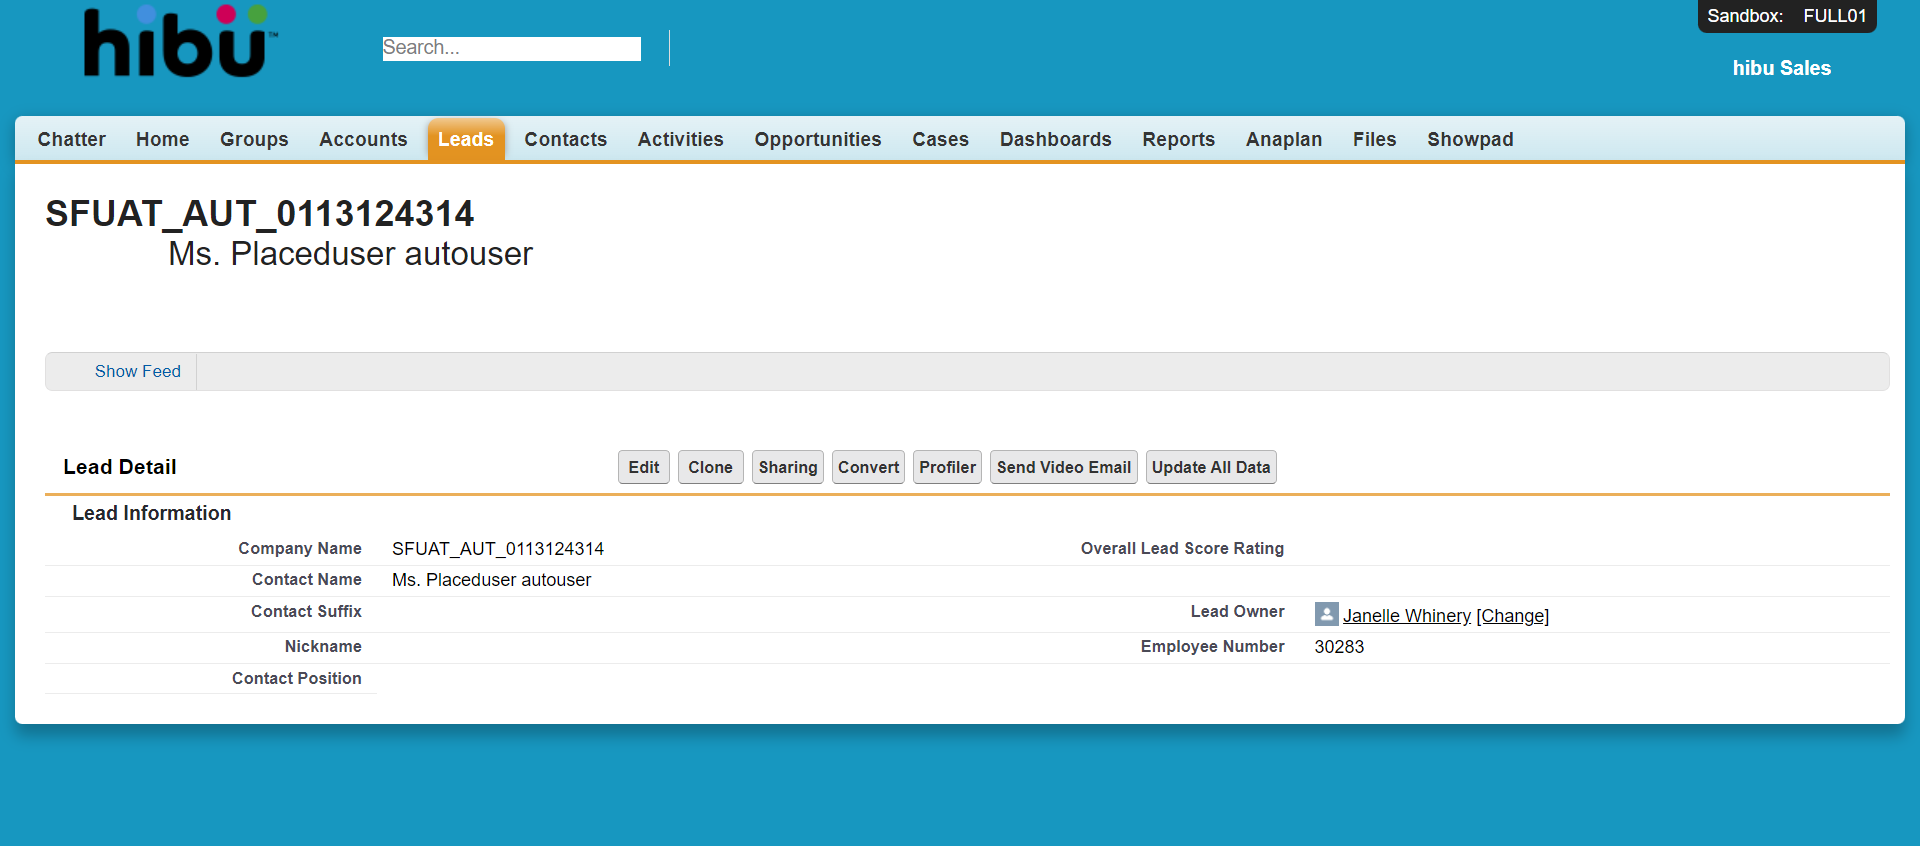 hibü™
Search...
Sandbox: FULL01
hibu Sales
Chatter Home Groups Accounts Leads Contacts Activities Opportunities Cases Dashboards Reports Anaplan Files Showpad
SFUAT_AUT_0113124314
Ms. Placeduser autouser
Show Feed
Lead Detail
Edit Clone Sharing Convert Profiler Send Video Email Update All Data
Lead Information
Company Name SFUAT_AUT_0113124314 Overall Lead Score Rating
Contact Name Ms. Placeduser autouser
Contact Suffix Lead Owner Janelle Whinery [Change]
Nickname Employee Number 30283
Contact Position